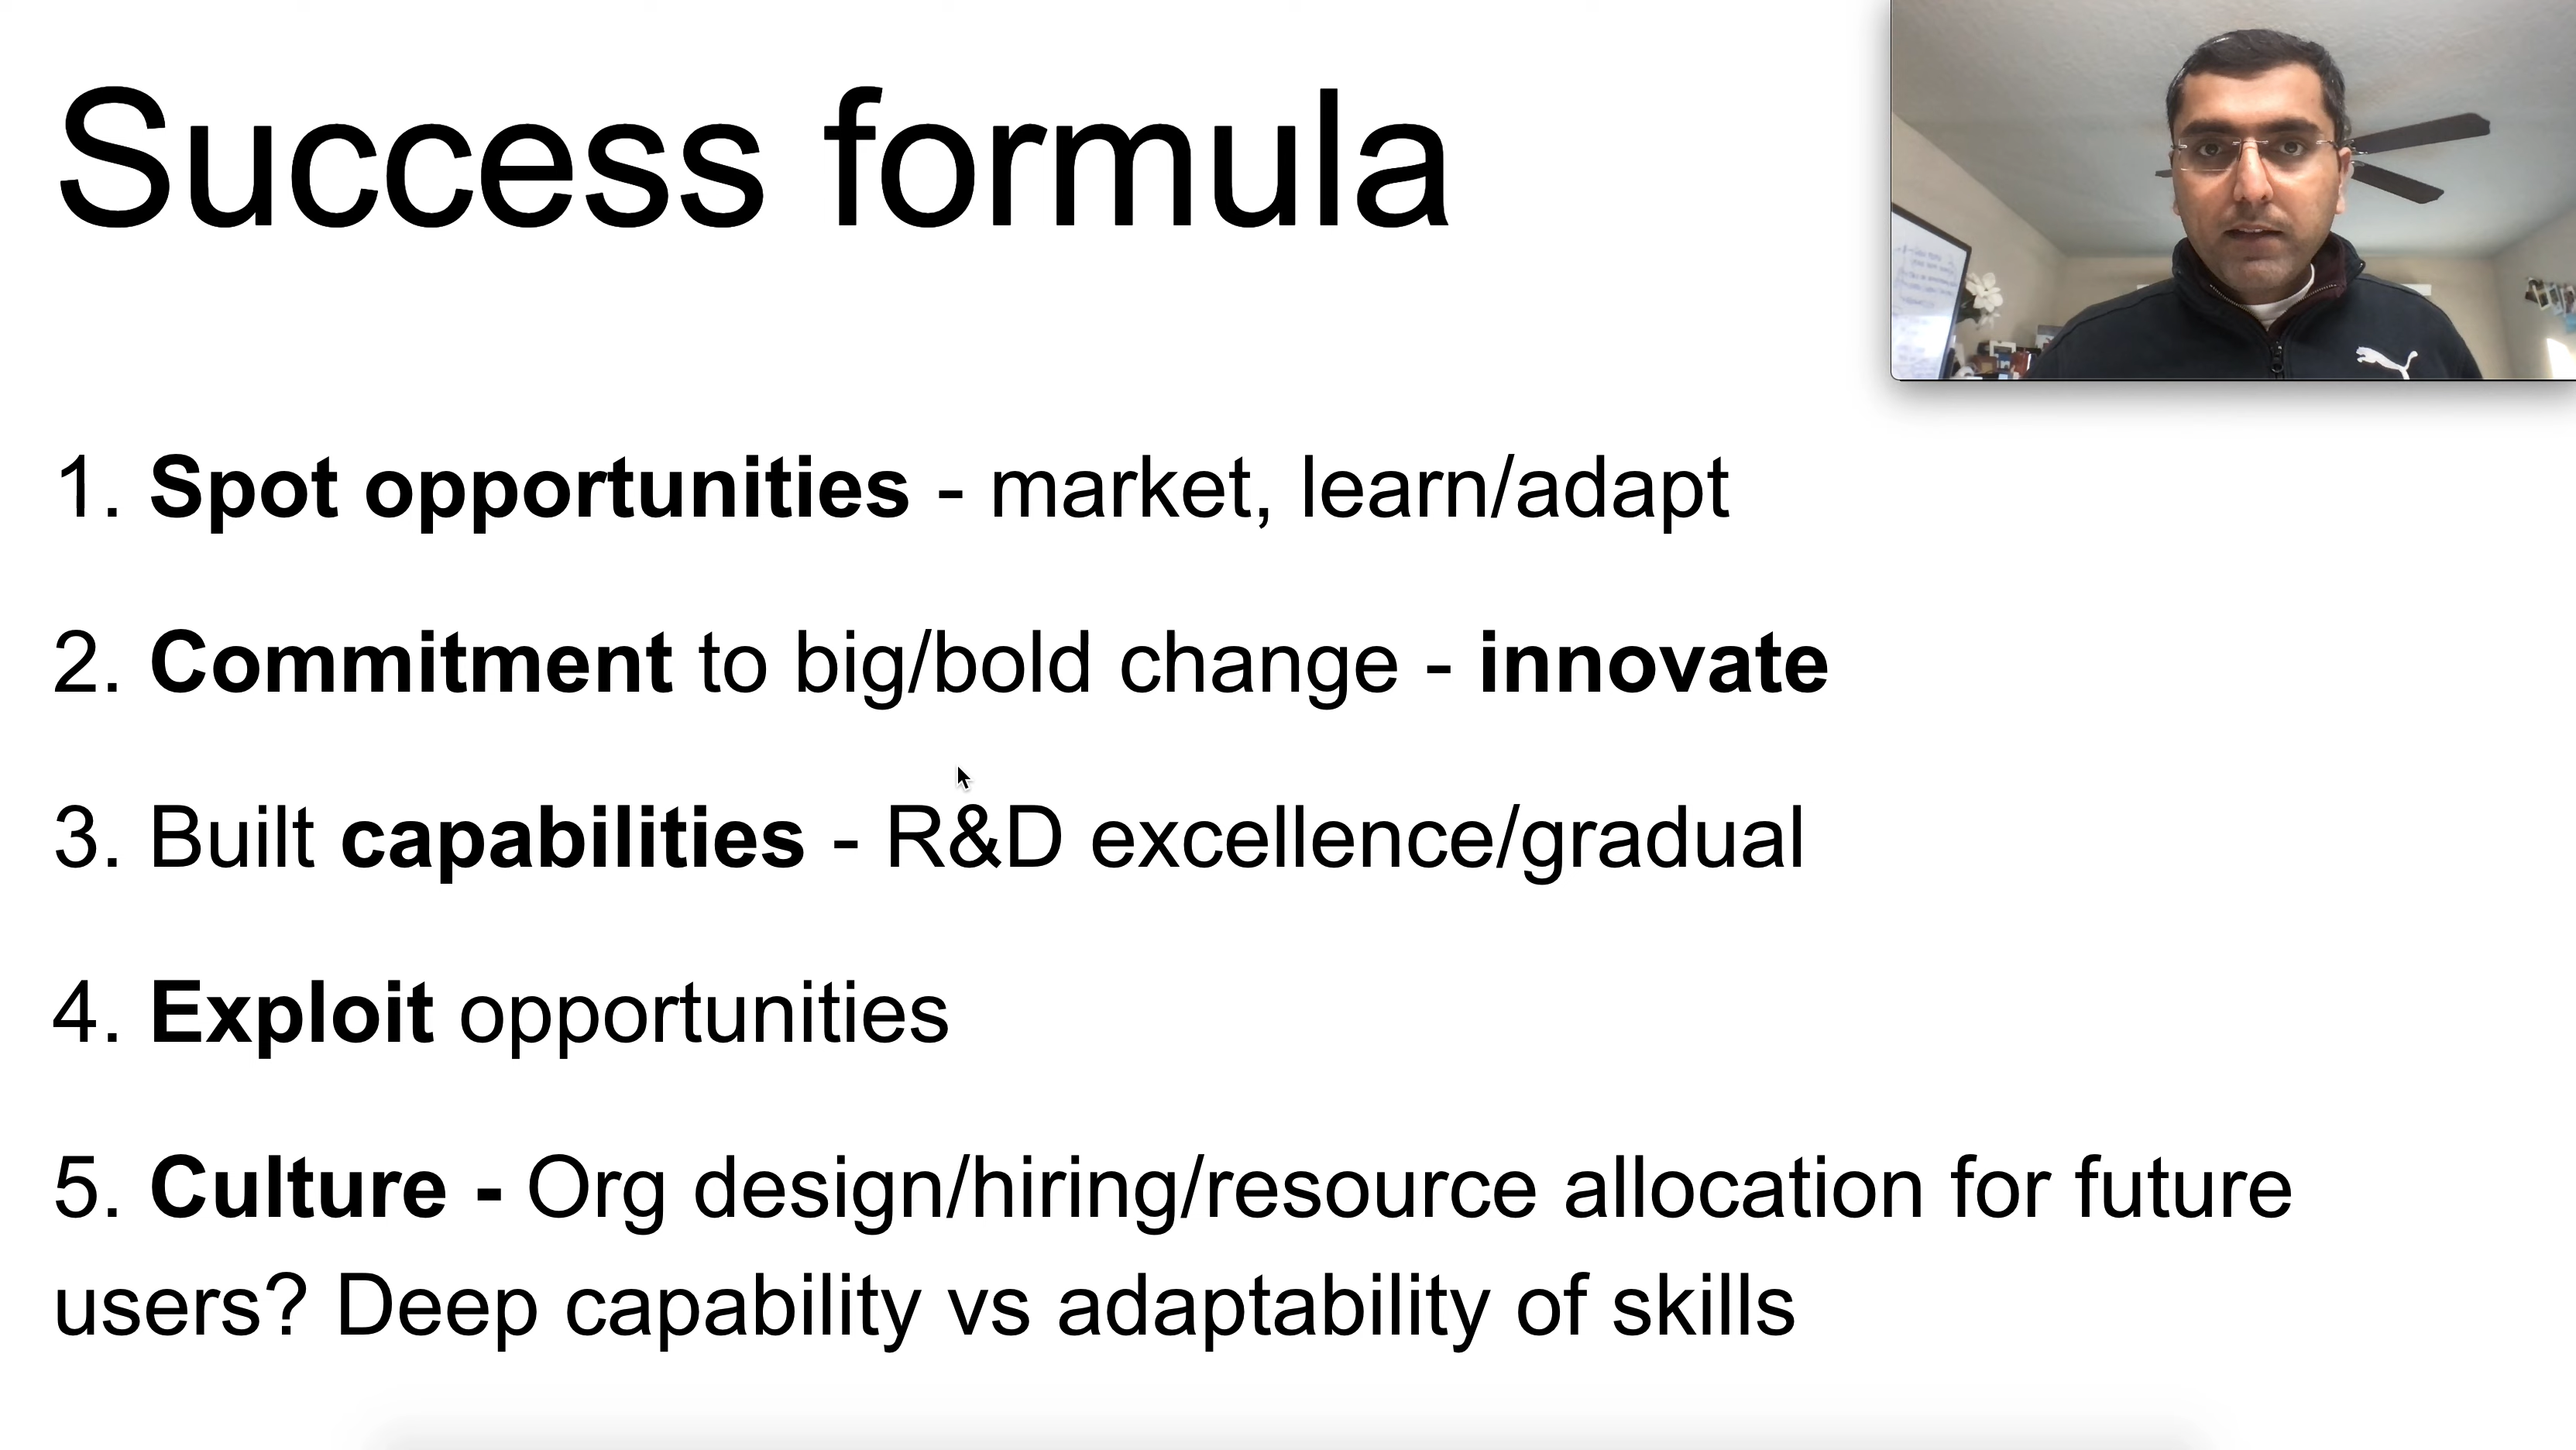 Success formula
1. Spot opportunities - market, learn/adapt
2. Commitment to big/bold change - innovate
3. Built capabilities - R&D excellence/gradual
4. Exploit opportunities
5. Culture - Org design/hiring/resource allocation for future
users? Deep capability vs adaptability of skills